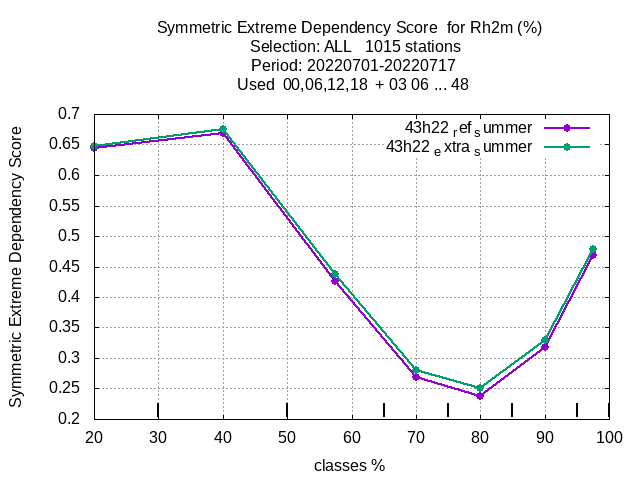 Symmetric Extreme Dependency Score for Rh2m (%)
Selection: ALL 1015 stations
Period: 20220701-20220717
Used 00,06,12,18 + 03 06 ... 48
Symmetric Extreme Dependency Score
0.7
0.65
0.6
0.55
0.5
0.45
0.4
0.35
0.3
0.25
0.2
43h22 ref summer
43h22 extra summer
20 30 40 50 60 70 80 90 100
classes %